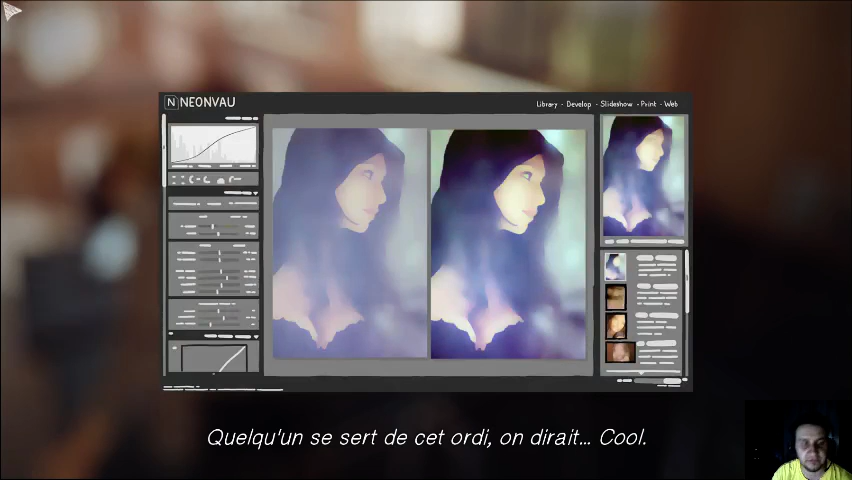 N NEONVAU
Library - Develop - Slideshow - Print - Web
Quelqu'un se sert de cet ordi, on dirait... Cool.